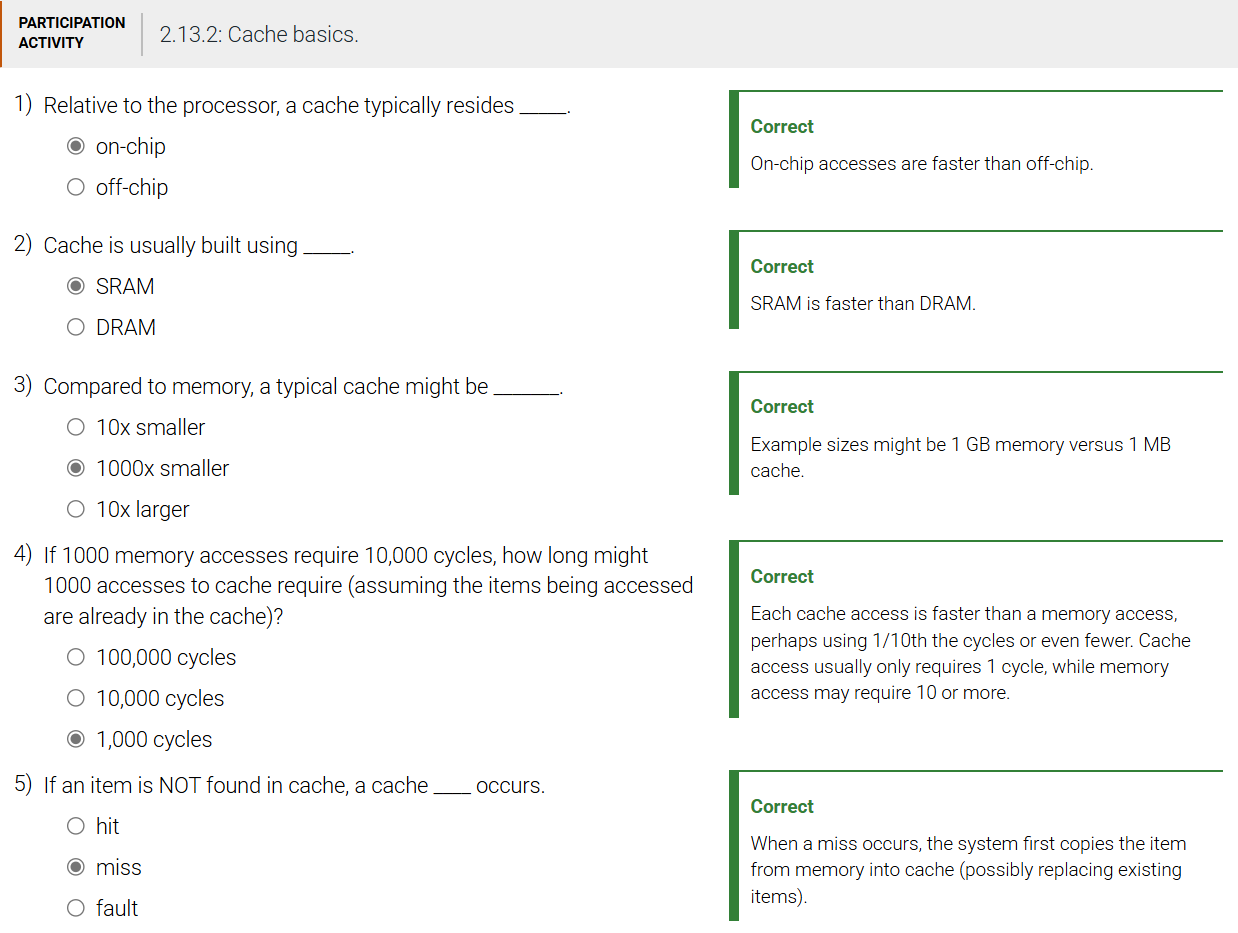 PARTICIPATION
ACTIVITY
2.13.2: Cache basics.
1) Relative to the processor, a cache typically resides _____.
on-chip
off-chip
Correct
On-chip accesses are faster than off-chip.
2) Cache is usually built using _____.
SRAM
DRAM
Correct
SRAM is faster than DRAM.
3) Compared to memory, a typical cache might be _______.
10x smaller
1000x smaller
10x larger
Correct
Example sizes might be 1 GB memory versus 1 MB
cache.
4) If 1000 memory accesses require 10,000 cycles, how long might
1000 accesses to cache require (assuming the items being accessed
are already in the cache)?
100,000 cycles
10,000 cycles
1,000 cycles
Correct
Each cache access is faster than a memory access,
perhaps using 1/10th the cycles or even fewer. Cache
access usually only requires 1 cycle, while memory
access may require 10 or more.
5) If an item is NOT found in cache, a cache ____ occurs.
hit
miss
fault
Correct
When a miss occurs, the system first copies the item
from memory into cache (possibly replacing existing
items).